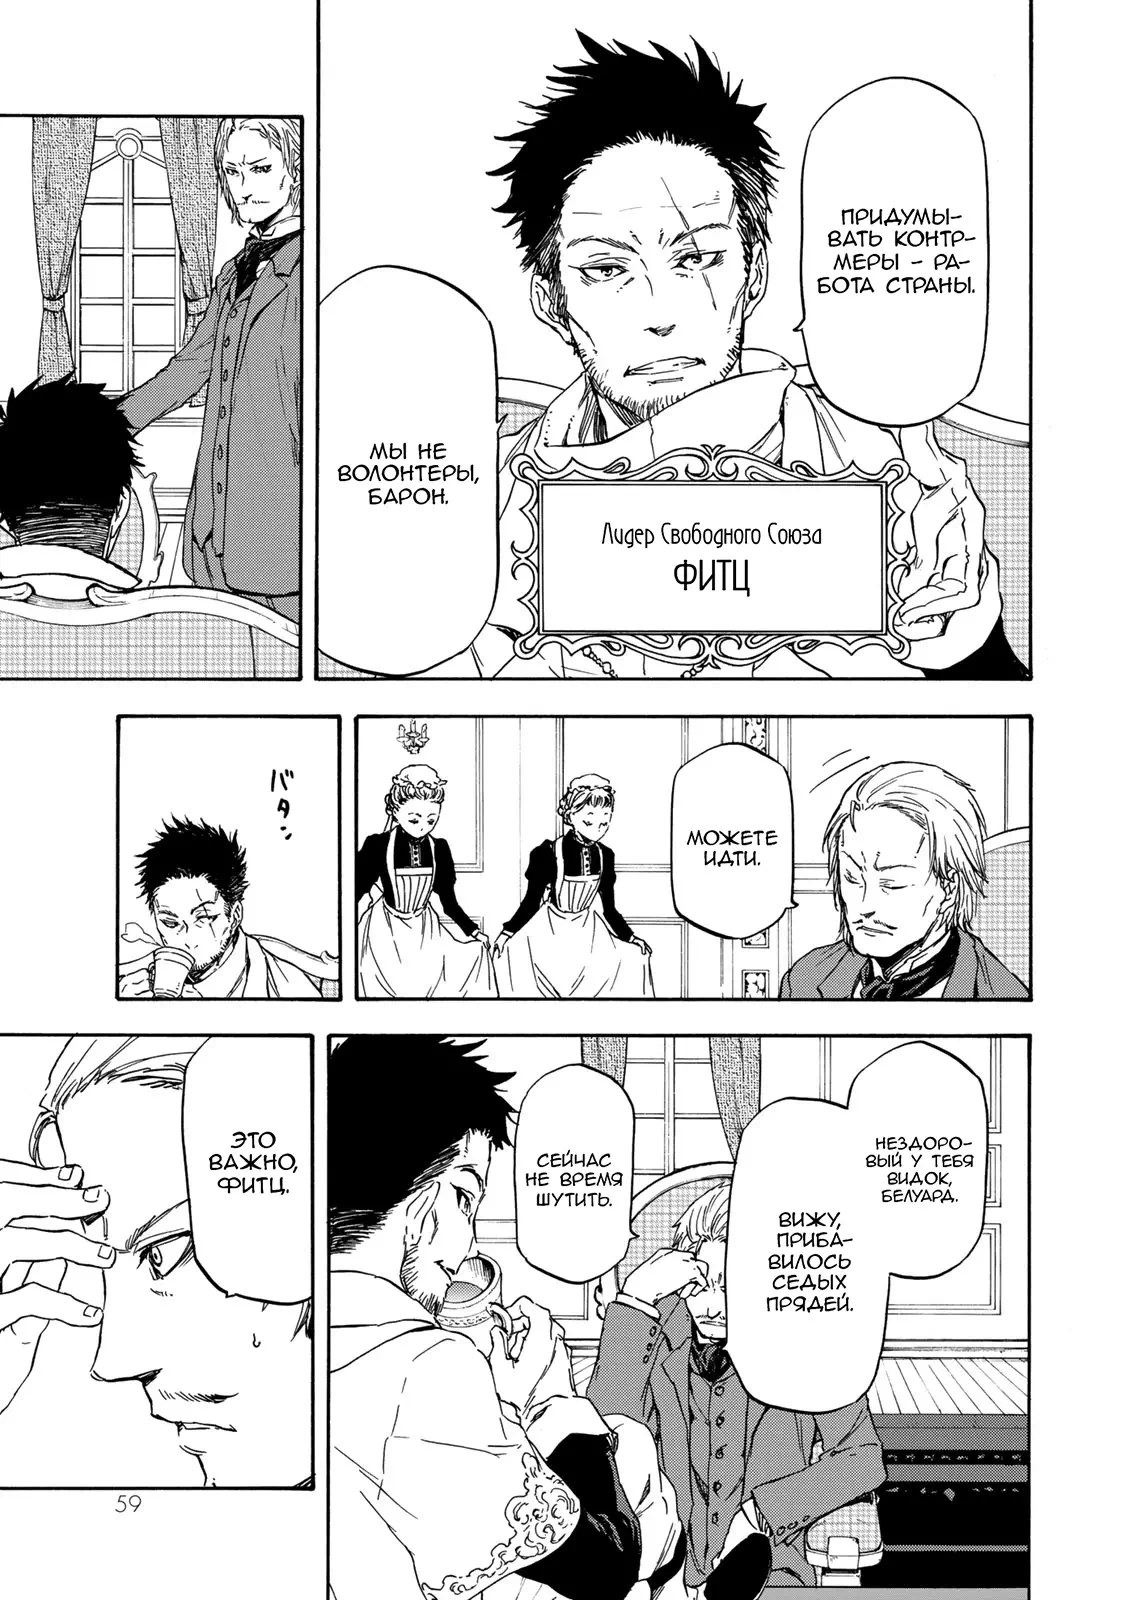 ПРИДУМЫ-
ВАТЬ КОНТР-
МЕРЫ - РА-
БОТА СТРАНЫ.
МЫ НЕ
ВОЛОНТЕРЫ,
БАРОН.
Лидер Свободного Союза
ФИТЦ
МОЖЕТЕ
ИДТИ.
バタン
НЕЗДОРО-
ВЫЙ У ТЕБЯ
ВИДОК,
БЕЛУАРД.
ВИЖУ,
ПРИБА-
ВИЛОСЬ
СЕДЫХ
ПРЯДЕЙ.
СЕЙЧАС
НЕ ВРЕМЯ
ШУТИТЬ.
ЭТО
ВАЖНО,
ФИТЦ.
59